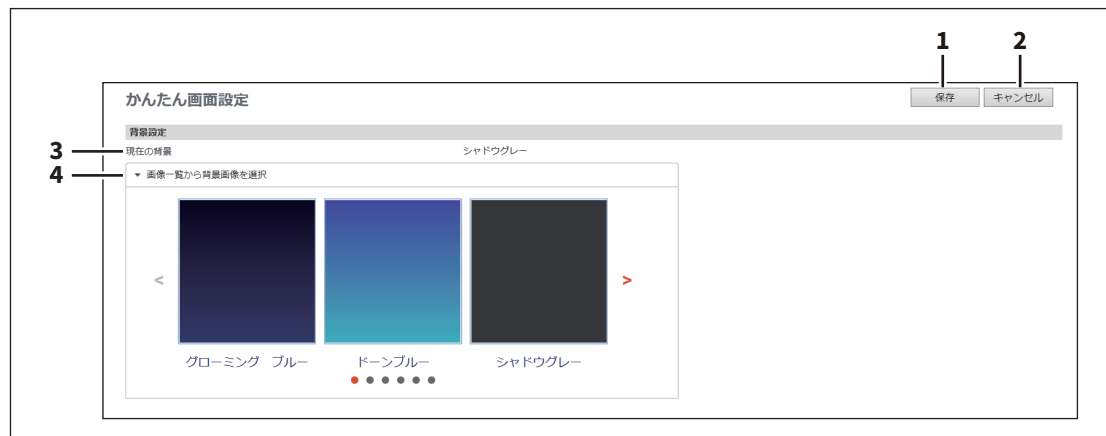 1 2
かんたん画面設定 保存 キャンセル
背景設定
3 現在の背景 シャドウグレー
4 ▼ 画像一覧から背景画像を選択
< >
グローミング　ブルー ドーンブルー シャドウグレー